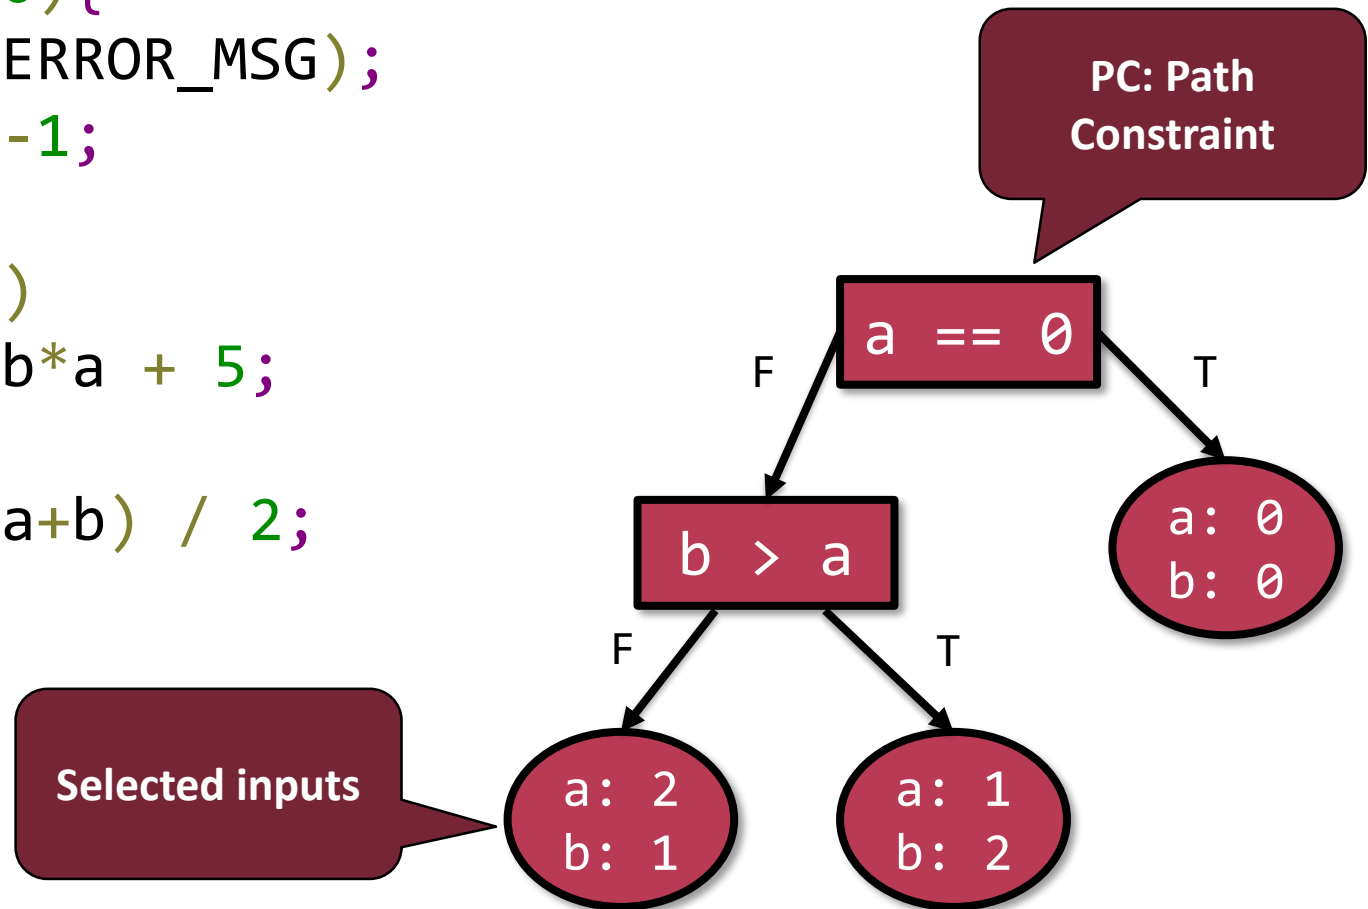 ){
ERROR_MSG);
-1;
)
b*a + 5;
a+b) / 2;
PC: Path
Constraint
a == 0
F
T
b > a
a: 0
b: 0
F
T
Selected inputs
a: 2
b: 1
a: 1
b: 2